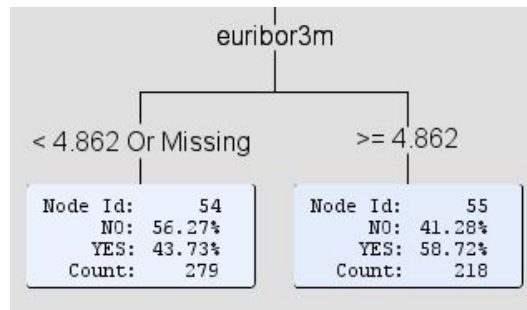 euribor3m
< 4.862 Or Missing
>= 4.862
Node Id: 54
NO: 56.27%
YES: 43.73%
Count: 279
Node Id: 55
NO: 41.28%
YES: 58.72%
Count: 218